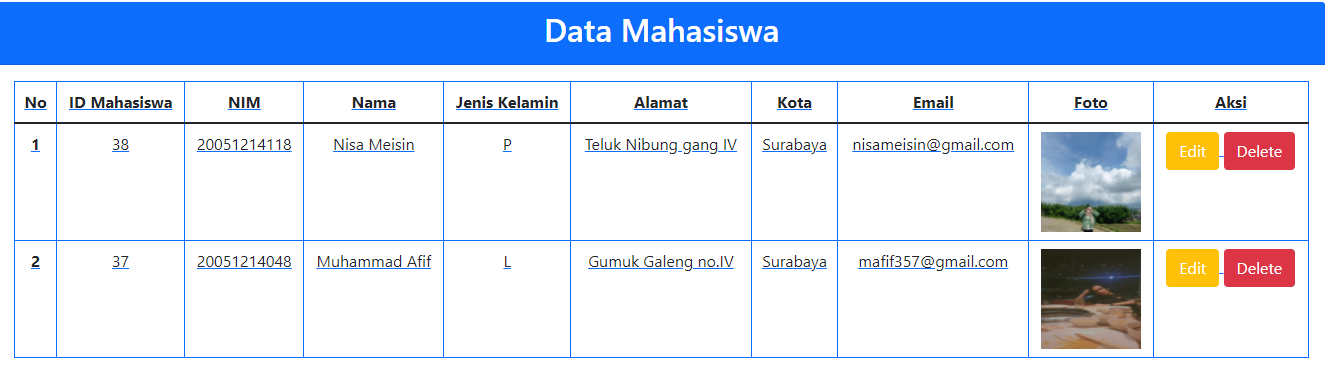 Data Mahasiswa
No ID Mahasiswa NIM Nama Jenis Kelamin Alamat Kota Email Foto Aksi
1 38 20051214118 Nisa Meisin P Teluk Nibung gang IV Surabaya nisameisin@gmail.com Edit Delete
2 37 20051214048 Muhammad Afif L Gumuk Galeng no.IV Surabaya mafif357@gmail.com Edit Delete